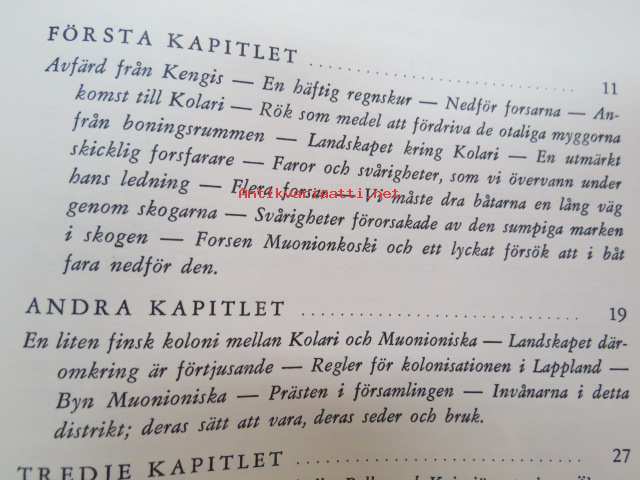 FÖRSTA KAPITLET . . . . . . . . . . . . . . . . . . . . . . . . 11
Avfärd från Kengis — En häftig regnskur — Nedför forsarna — An-
komst till Kolari — Rök som medel att fördriva de otaliga myggorna
från boningsrummen — Landskapet kring Kolari — En utmärkt
skicklig forsfarare — Faror och svårigheter, som vi övervann under
hans ledning — Flera forsar — Vi måste dra båtarna en lång väg
Antikvariaatti.net
genom skogarna — Svårigheter förorsakade av den sumpiga marken
i skogen — Forsen Muonionkoski och ett lyckat försök att i båt
fara nedför den.
ANDRA KAPITLET . . . . . . . . . . . . . . . . . . . . . . . . 19
En liten finsk koloni mellan Kolari och Muonioniska — Landskapet där-
omkring är förtjusande — Regler för kolonisationen i Lappland —
Byn Muonioniska — Prästen i församlingen — Invånarna i detta
distrikt; deras sätt att vara, deras seder och bruk.
TREDJE KAPITLET . . . . . . . . . . . . . . . . . . . . . . . . 27